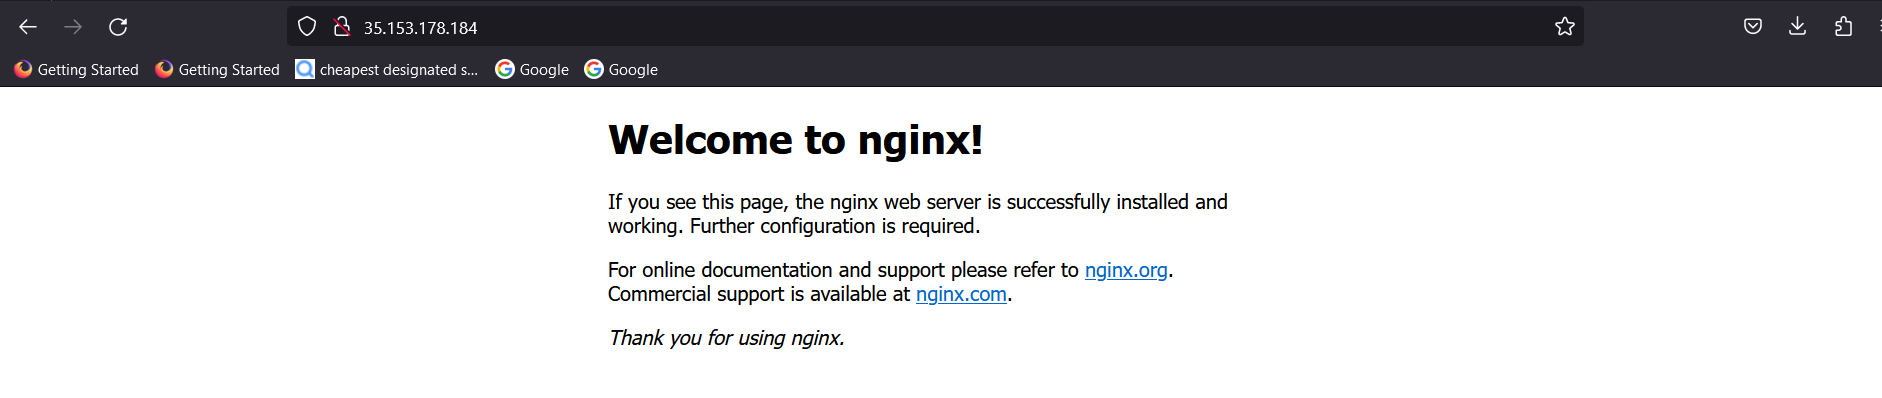 35.153.178.184
Getting Started Getting Started cheapest designated s... Google Google
Welcome to nginx!
If you see this page, the nginx web server is successfully installed and
working. Further configuration is required.
For online documentation and support please refer to nginx.org.
Commercial support is available at nginx.com.
Thank you for using nginx.